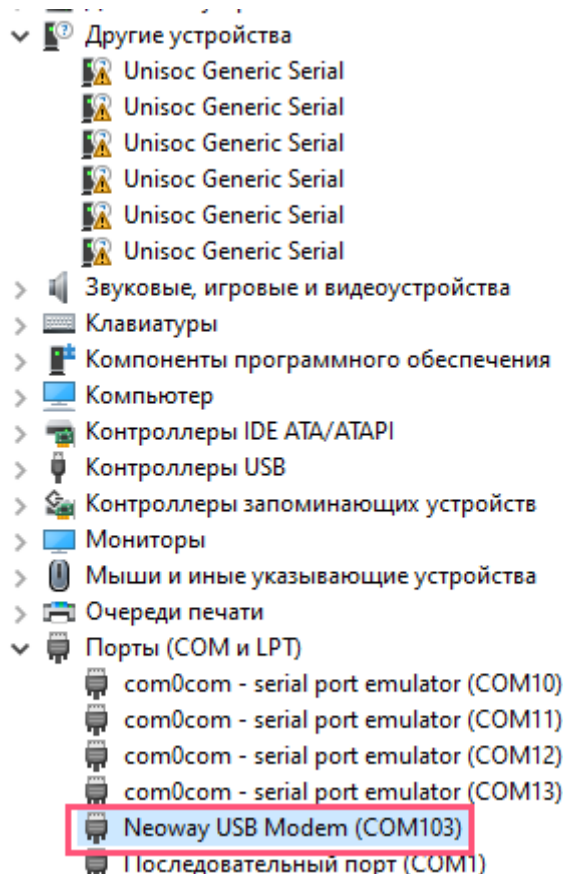 Другие устройства
Unisoc Generic Serial
Unisoc Generic Serial
Unisoc Generic Serial
Unisoc Generic Serial
Unisoc Generic Serial
Unisoc Generic Serial
Звуковые, игровые и видеоустройства
Клавиатуры
Компоненты программного обеспечения
Компьютер
Контроллеры IDE ATA/ATAPI
Контроллеры USB
Контроллеры запоминающих устройств
Мониторы
Мыши и иные указывающие устройства
Очереди печати
Порты (COM и LPT)
com0com - serial port emulator (COM10)
com0com - serial port emulator (COM11)
com0com - serial port emulator (COM12)
com0com - serial port emulator (COM13)
Neoway USB Modem (COM103)
Последовательный порт (COM1)